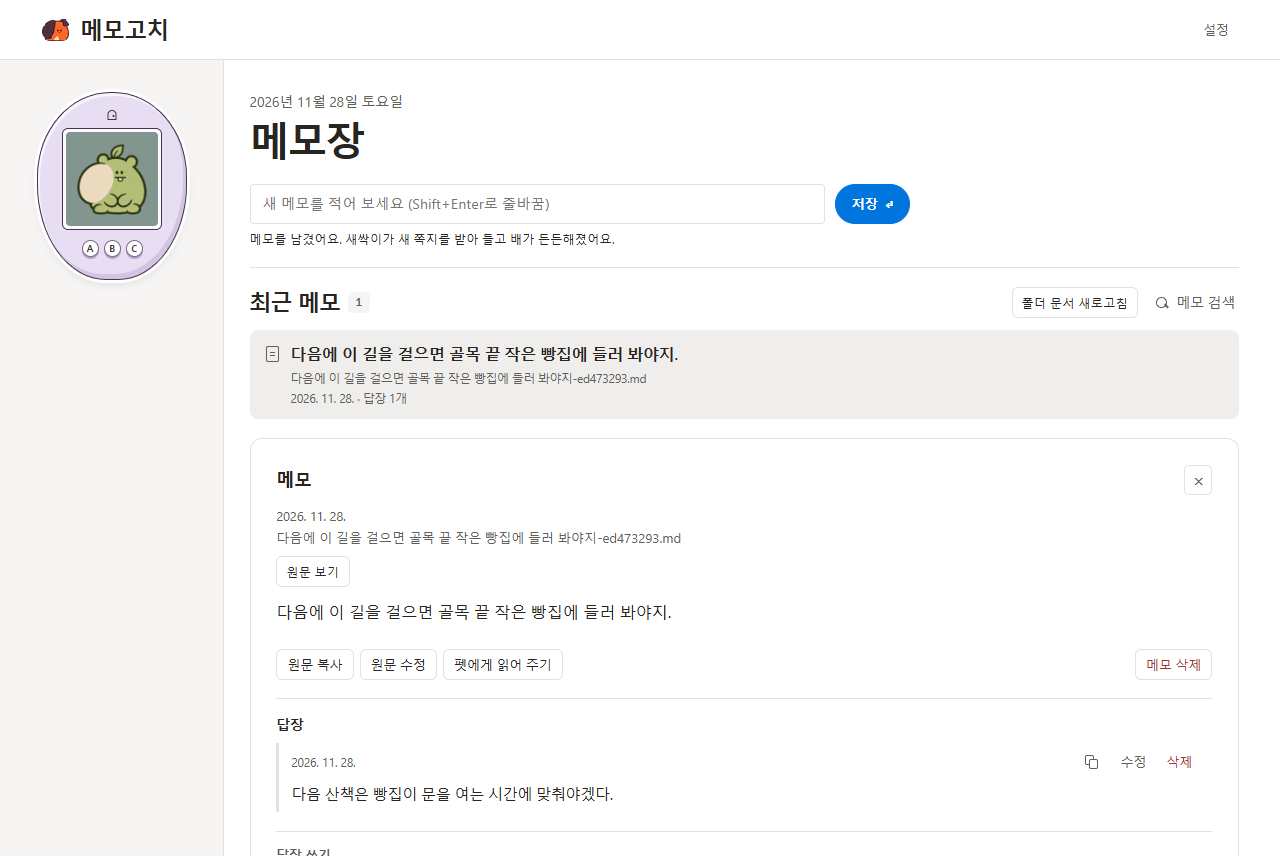 메모고치
설정
A B C
2026년 11월 28일 토요일
메모장
새 메모를 적어 보세요 (Shift+Enter로 줄바꿈)
저장
메모를 남겼어요. 새싹이가 새 쪽지를 받아 들고 배가 든든해졌어요.
최근 메모 1
폴더 문서 새로고침
메모 검색
다음에 이 길을 걸으면 골목 끝 작은 빵집에 들러 봐야지.
다음에 이 길을 걸으면 골목 끝 작은 빵집에 들러 봐야지-ed473293.md
2026. 11. 28. · 답장 1개
메모
×
2026. 11. 28.
다음에 이 길을 걸으면 골목 끝 작은 빵집에 들러 봐야지-ed473293.md
원문 보기
다음에 이 길을 걸으면 골목 끝 작은 빵집에 들러 봐야지.
원문 복사 원문 수정 펫에게 읽어 주기 메모 삭제
답장
2026. 11. 28. 수정 삭제
다음 산책은 빵집이 문을 여는 시간에 맞춰야겠다.
답장 쓰기